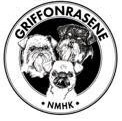 GRIFFONRASENE
• NMHK •